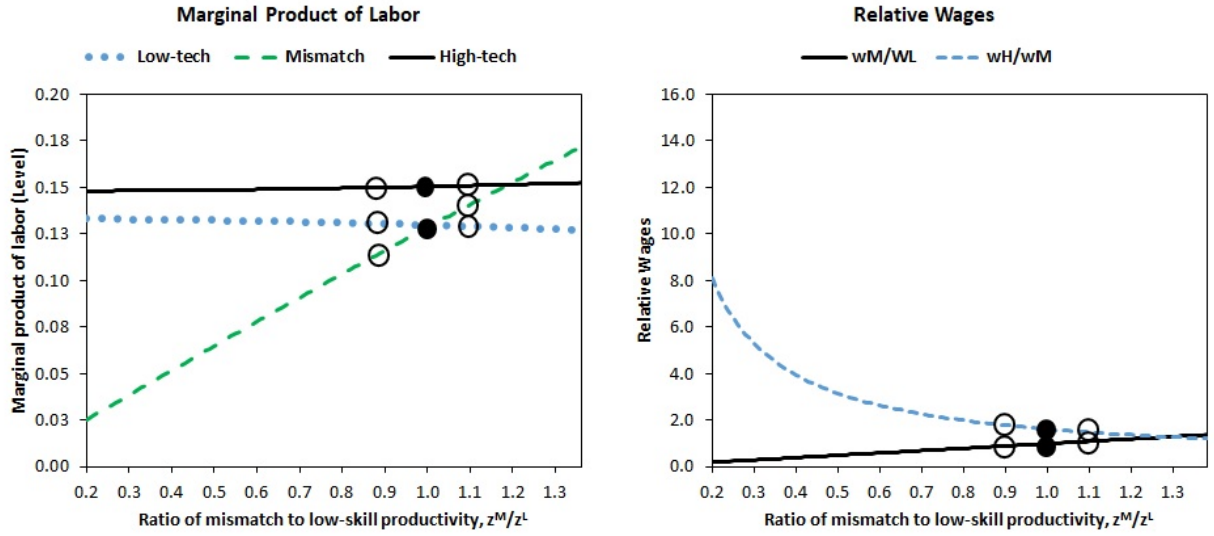 Marginal Product of Labor
Low-tech Mismatch High-tech
Marginal product of labor (Level)
0.20
0.18
0.15
0.13
0.10
0.08
0.05
0.03
0.00
0.2 0.3 0.4 0.5 0.6 0.7 0.8 0.9 1.0 1.1 1.2 1.3
Ratio of mismatch to low-skill productivity, zᴹ/zᴸ
Relative Wages
wM/WL wH/wM
Relative Wages
16.0
14.0
12.0
10.0
8.0
6.0
4.0
2.0
0.0
0.2 0.3 0.4 0.5 0.6 0.7 0.8 0.9 1.0 1.1 1.2 1.3
Ratio of mismatch to low-skill productivity, zᴹ/zᴸ